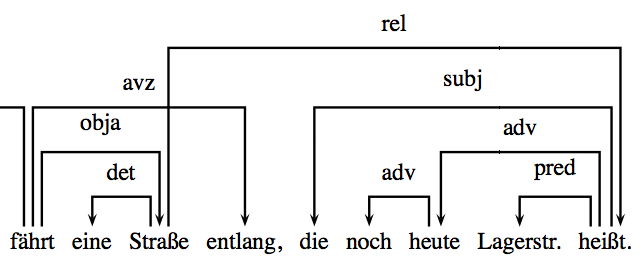 rel
avz
subj
obja
adv
det
adv
pred
fährt eine Straße entlang, die noch heute Lagerstr. heißt.